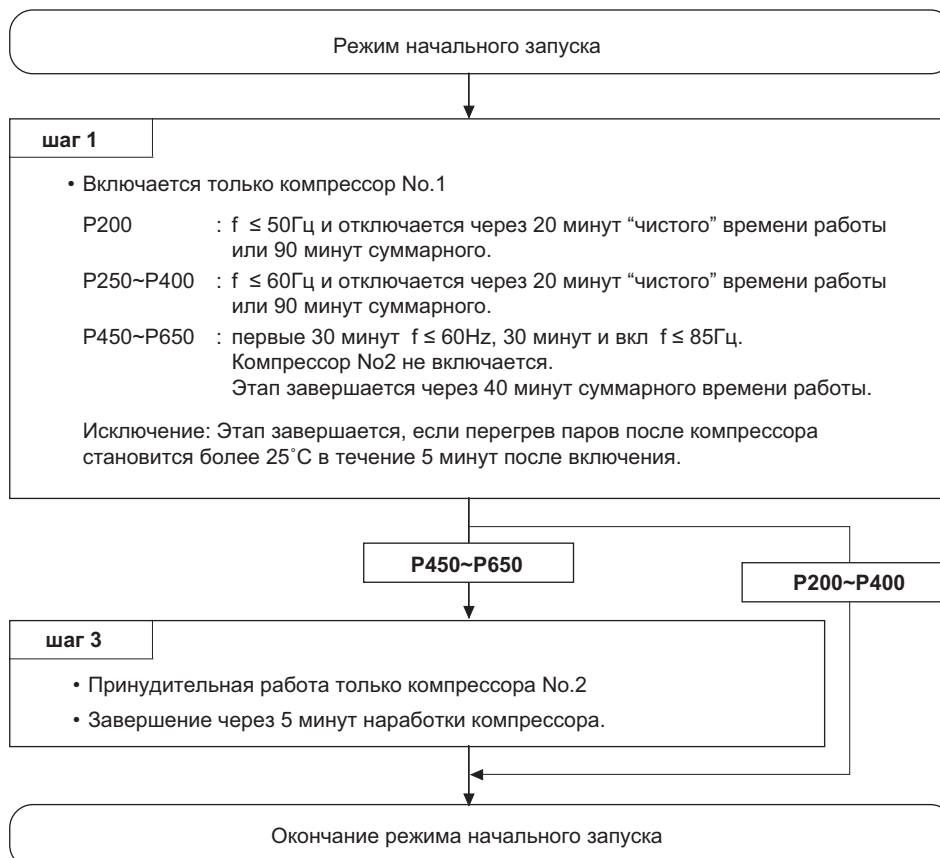 Режим начального запуска
шаг 1
• Включается только компрессор No.1
P200 : f ≤ 50Гц и отключается через 20 минут “чистого” времени работы
или 90 минут суммарного.
P250~P400 : f ≤ 60Гц и отключается через 20 минут “чистого” времени работы
или 90 минут суммарного.
P450~P650 : первые 30 минут f ≤ 60Hz, 30 минут и вкл f ≤ 85Гц.
Компрессор No2 не включается.
Этап завершается через 40 минут суммарного времени работы.
Исключение: Этап завершается, если перегрев паров после компрессора
становится более 25˚C в течение 5 минут после включения.
P450~P650
P200~P400
шаг 3
• Принудительная работа только компрессора No.2
• Завершение через 5 минут наработки компрессора.
Окончание режима начального запуска